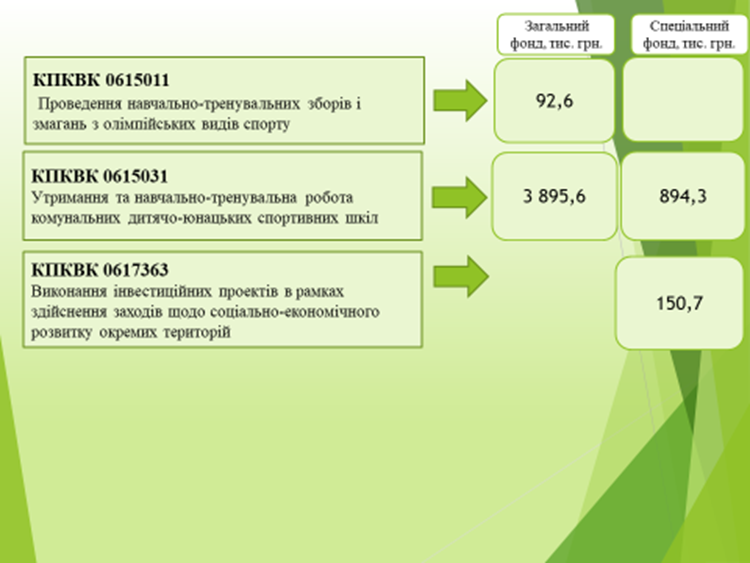 Загальний
фонд, тис. грн.
Спеціальний
фонд, тис. грн.
КПКВК 0615011
Проведення навчально-тренувальних зборів і
змагань з олімпійських видів спорту
92,6
КПКВК 0615031
Утримання та навчально-тренувальна робота
комунальних дитячо-юнацьких спортивних шкіл
3 895,6
894,3
КПКВК 0617363
Виконання інвестиційних проектів в рамках
здійснення заходів щодо соціально-економічного
розвитку окремих територій
150,7